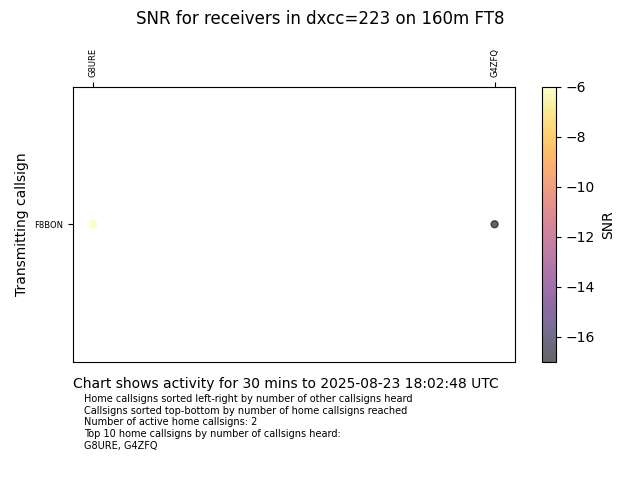 SNR for receivers in dxcc=223 on 160m FT8
G8URE
G4ZFQ
Transmitting callsign
F8BON
−6
−8
−10
−12
−14
−16
SNR
Chart shows activity for 30 mins to 2025-08-23 18:02:48 UTC
Home callsigns sorted left-right by number of other callsigns heard
Callsigns sorted top-bottom by number of home callsigns reached
Number of active home callsigns: 2
Top 10 home callsigns by number of callsigns heard:
G8URE, G4ZFQ